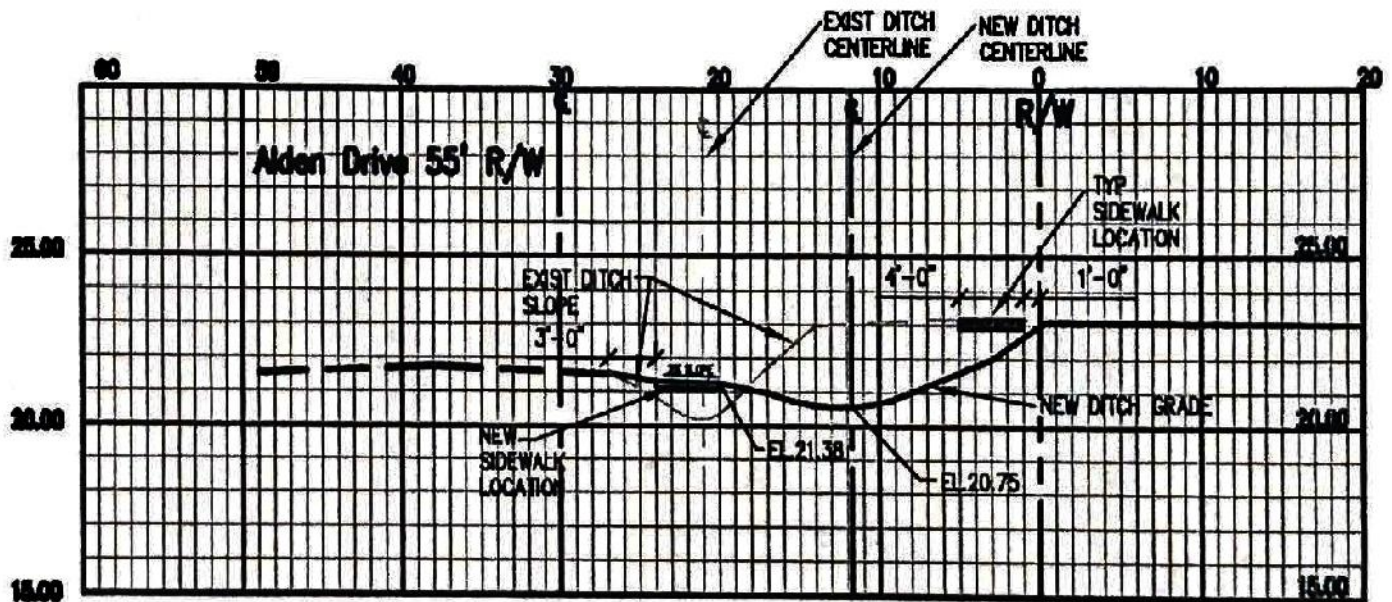 EXIST DITCH
CENTERLINE
NEW DITCH
CENTERLINE
60 50 40 30 20 10 0 10 20
R/W
Alden Drive 55' R/W
TYP
SIDEWALK
LOCATION
25.00
25.00
EXIST DITCH
SLOPE
4'-0"
1'-0"
3'-0"
NEW DITCH GRADE
20.00
20.00
NEW
SIDEWALK
LOCATION
EL.21.38
EL.20.75
15.00
15.00